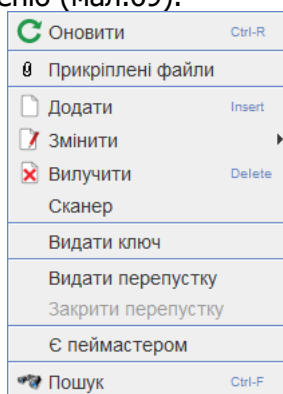 ню (мал.69).
Оновити Ctrl-R
Прикріплені файли
Додати Insert
Змінити
Вилучити Delete
Сканер
Видати ключ
Видати перепустку
Закрити перепустку
Є пеймастером
Пошук Ctrl-F